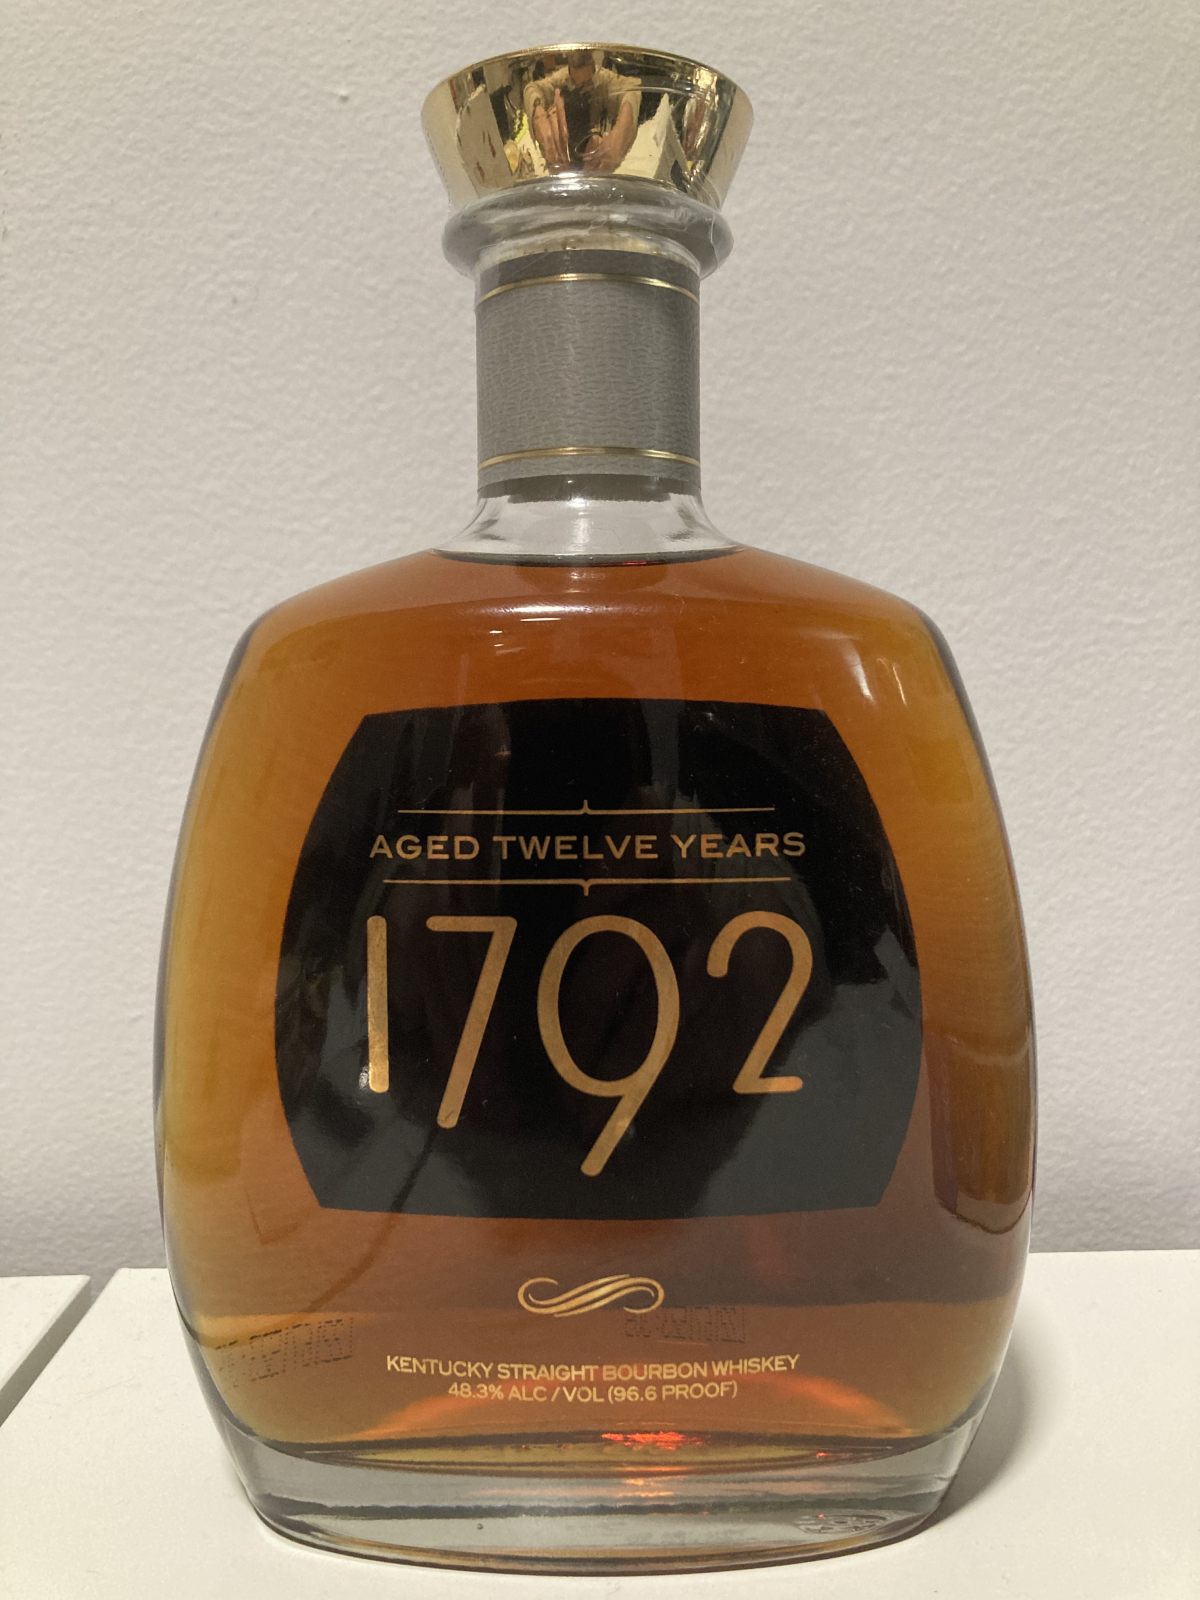 AGED TWELVE YEARS
1792
KENTUCKY STRAIGHT BOURBON WHISKEY
48.3% ALC / VOL (96.6 PROOF)